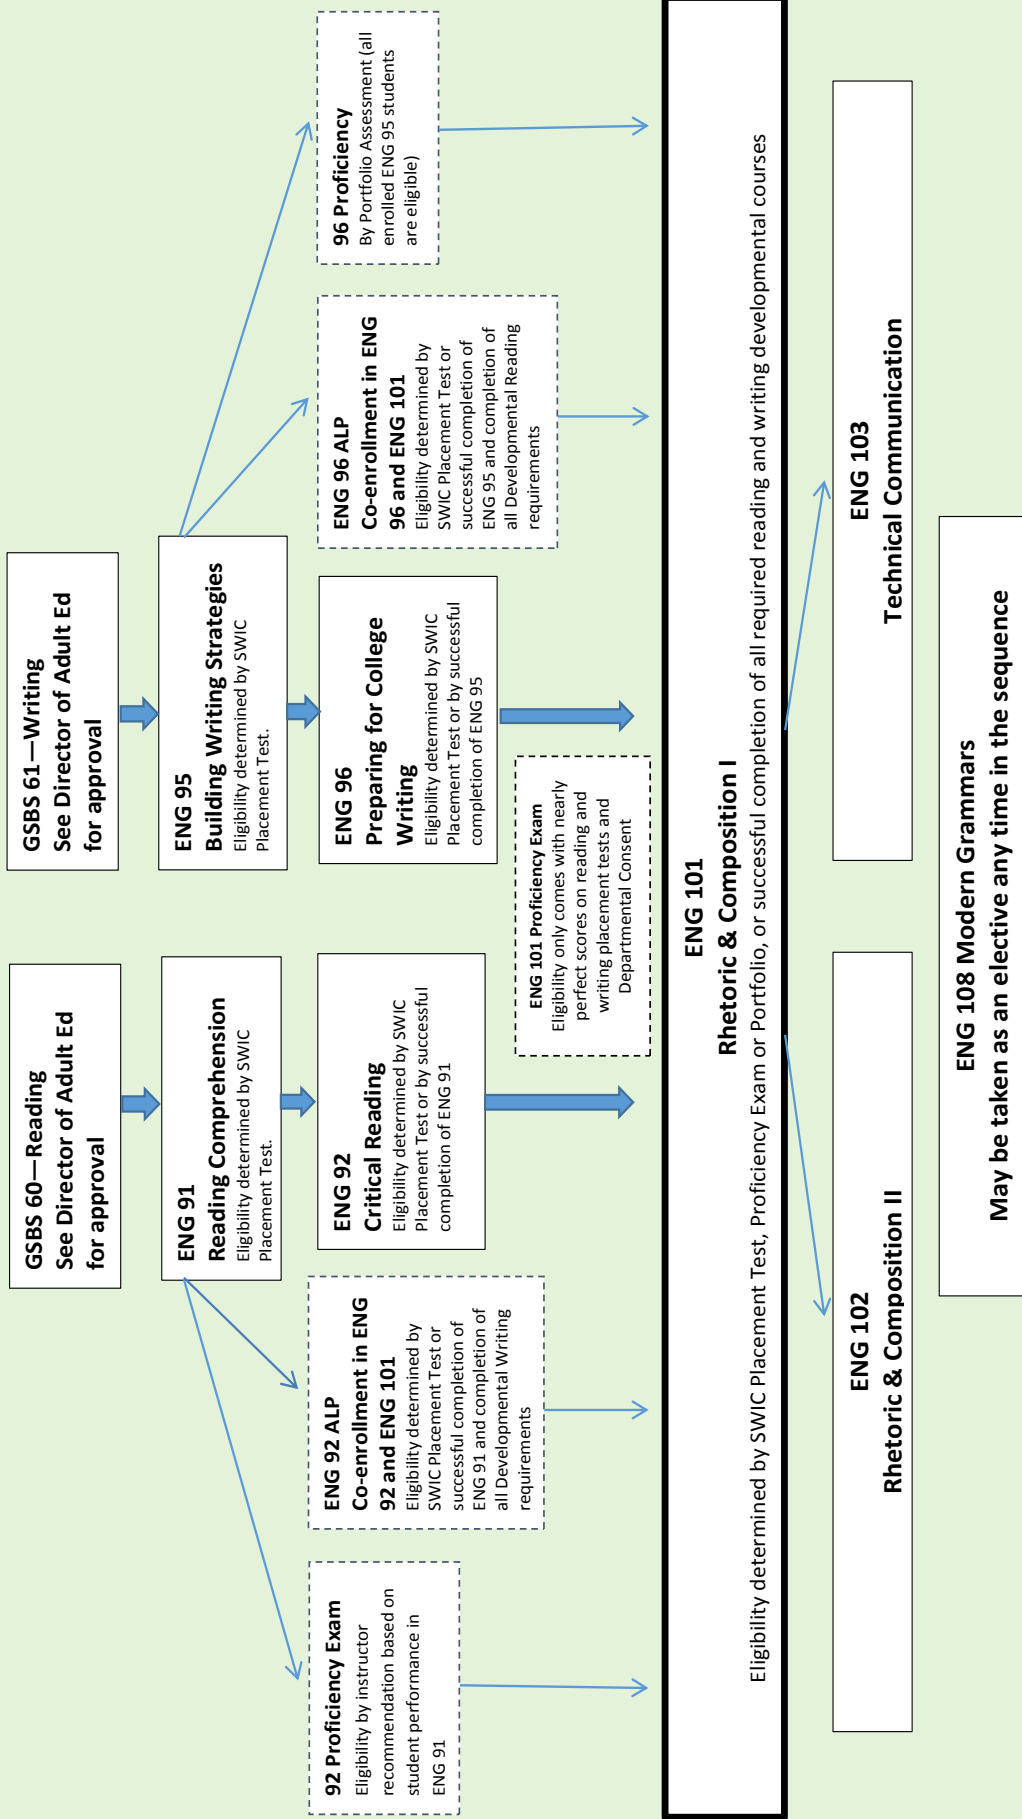 GSBS 60—Reading
See Director of Adult Ed
for approval
GSBS 61—Writing
See Director of Adult Ed
for approval
ENG 91
Reading Comprehension
Eligibility determined by SWIC
Placement Test.
ENG 95
Building Writing Strategies
Eligibility determined by SWIC
Placement Test.
92 Proficiency Exam
Eligibility by instructor
recommendation based on
student performance in
ENG 91
ENG 92 ALP
Co-enrollment in ENG
92 and ENG 101
Eligibility determined by
SWIC Placement Test or
successful completion of
ENG 91 and completion of
all Developmental Writing
requirements
ENG 92
Critical Reading
Eligibility determined by SWIC
Placement Test or by successful
completion of ENG 91
ENG 96
Preparing for College
Writing
Eligibility determined by SWIC
Placement Test or by successful
completion of ENG 95
ENG 96 ALP
Co-enrollment in ENG
96 and ENG 101
Eligibility determined by
SWIC Placement Test or
successful completion of
ENG 95 and completion of
all Developmental Reading
requirements
96 Proficiency
By Portfolio Assessment (all
enrolled ENG 95 students
are eligible)
ENG 101 Proficiency Exam
Eligibility only comes with nearly
perfect scores on reading and
writing placement tests and
Departmental Consent
ENG 101
Rhetoric & Composition I
Eligibility determined by SWIC Placement Test, Proficiency Exam or Portfolio, or successful completion of all required reading and writing developmental courses
ENG 102
Rhetoric & Composition II
ENG 103
Technical Communication
ENG 108 Modern Grammars
May be taken as an elective any time in the sequence